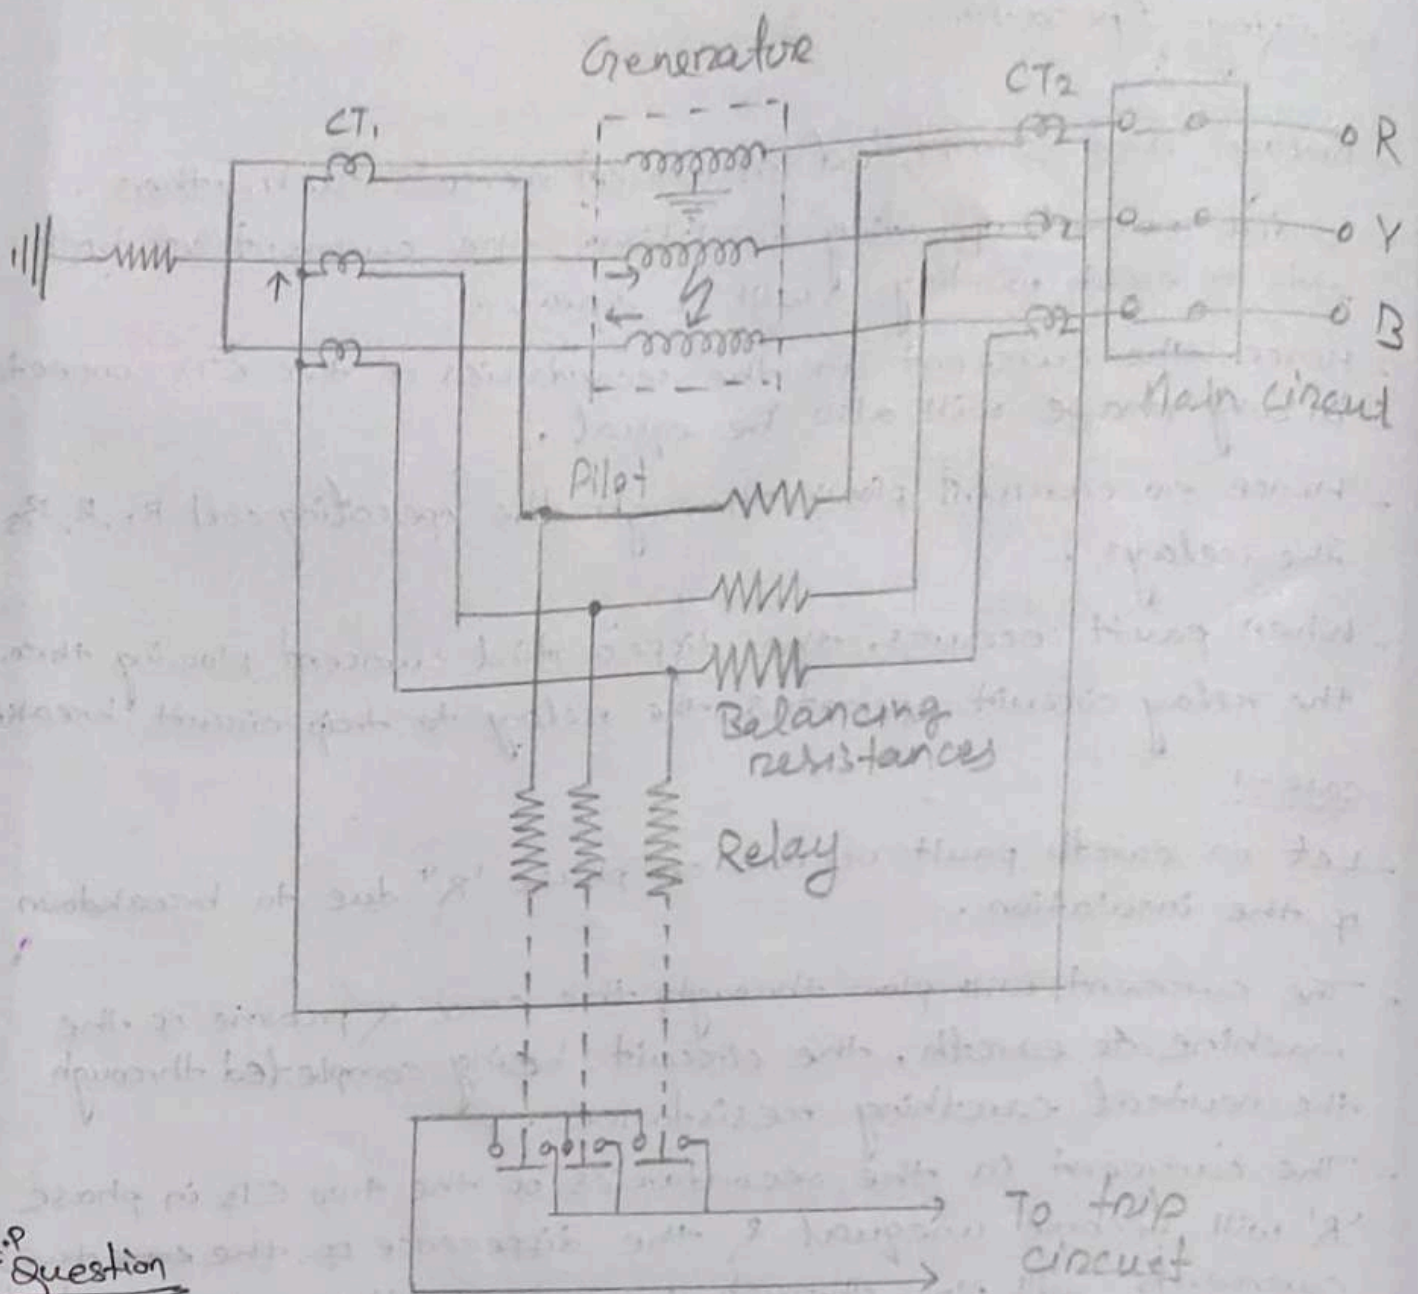 Generator
CT1
CT2
R
Y
B
Main circuit
Pilot
Balancing
resistances
Relay
To trip
circuit
Question